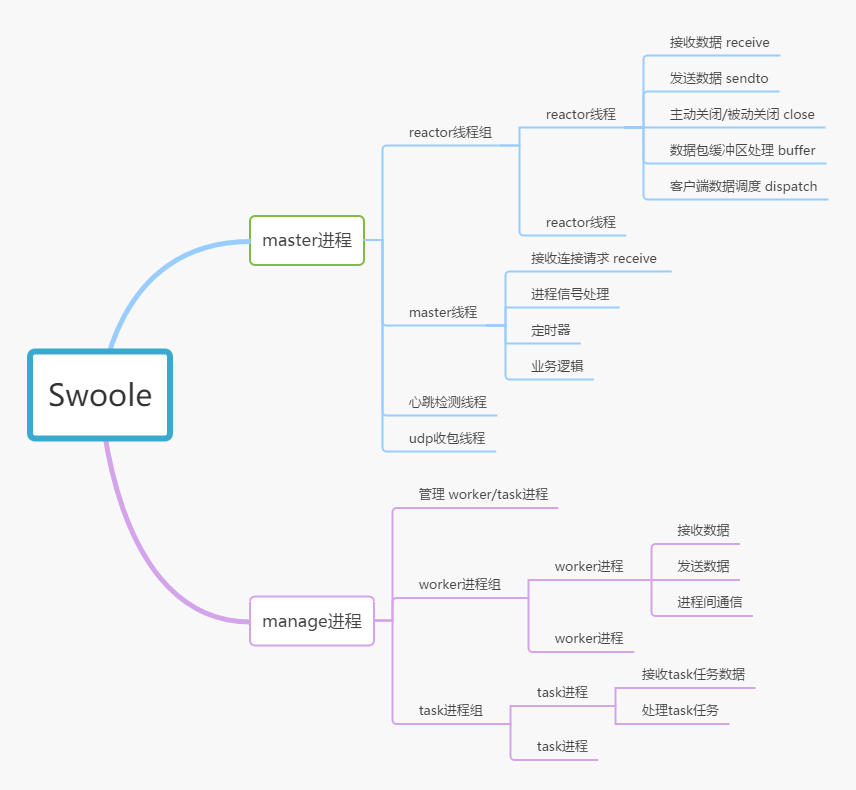 Swoole
master进程
reactor线程组
reactor线程
接收数据 receive
发送数据 sendto
主动关闭/被动关闭 close
数据包缓冲区处理 buffer
客户端数据调度 dispatch
reactor线程
master线程
接收连接请求 receive
进程信号处理
定时器
业务逻辑
心跳检测线程
udp收包线程
manage进程
管理 worker/task进程
worker进程组
worker进程
接收数据
发送数据
进程间通信
worker进程
task进程组
task进程
接收task任务数据
处理task任务
task进程